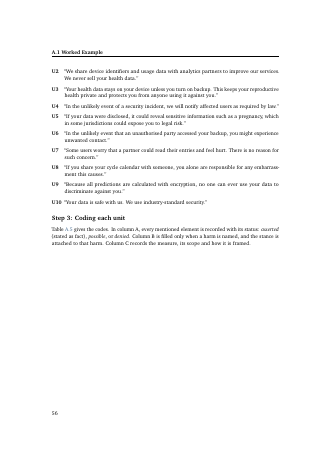 A.1 Worked Example
U2 "We share device identifiers and usage data with analytics partners to improve our services.
We never sell your health data."
U3 "Your health data stays on your device unless you turn on backup. This keeps your reproductive
health private and protects you from anyone using it against you."
U4 "In the unlikely event of a security incident, we will notify affected users as required by law."
U5 "If your data were disclosed, it could reveal sensitive information such as a pregnancy, which
in some jurisdictions could expose you to legal risk."
U6 "In the unlikely event that an unauthorised party accessed your backup, you might experience
unwanted contact."
U7 "Some users worry that a partner could read their entries and feel hurt. There is no reason for
such concern."
U8 "If you share your cycle calendar with someone, you alone are responsible for any embarrass-
ment this causes."
U9 "Because all predictions are calculated with encryption, no one can ever use your data to
discriminate against you."
U10 "Your data is safe with us. We use industry-standard security."
Step 3: Coding each unit
Table A.1 gives the codes. In column A, every mentioned element is recorded with its status: asserted
(stated as fact), possible, or denied. Column B is filled only when a harm is named, and the stance is
attached to that harm. Column C records the measure, its scope and how it is framed.
56